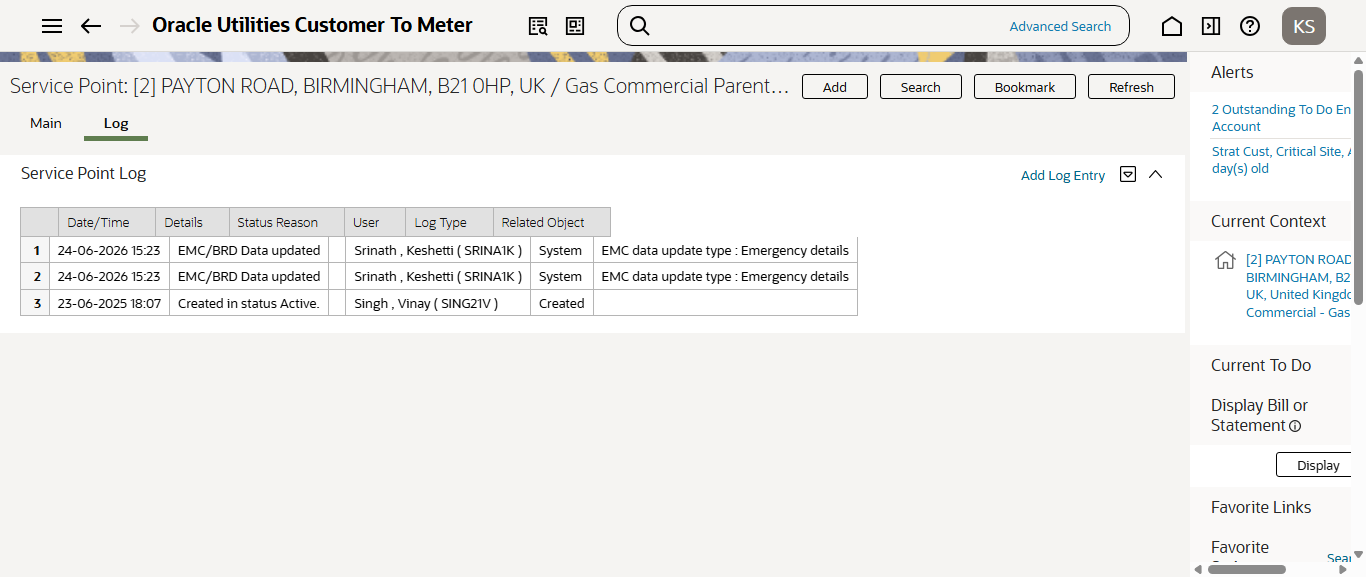 Oracle Utilities Customer To Meter
Advanced Search
KS
Service Point: [2] PAYTON ROAD, BIRMINGHAM, B21 0HP, UK / Gas Commercial Parent...
Add
Search
Bookmark
Refresh
Main
Log
Service Point Log
Add Log Entry
Date/Time Details Status Reason User Log Type Related Object
1 24-06-2026 15:23 EMC/BRD Data updated Srinath , Keshetti ( SRINA1K ) System EMC data update type : Emergency details
2 24-06-2026 15:23 EMC/BRD Data updated Srinath , Keshetti ( SRINA1K ) System EMC data update type : Emergency details
3 23-06-2025 18:07 Created in status Active. Singh , Vinay ( SING21V ) Created
Alerts
2 Outstanding To Do En
Account
Strat Cust, Critical Site,
day(s) old
Current Context
[2] PAYTON ROAD
BIRMINGHAM, B2
UK, United Kingdo
Commercial - Gas
Current To Do
Display Bill or
Statement
Display
Favorite Links
Favorite
Sear